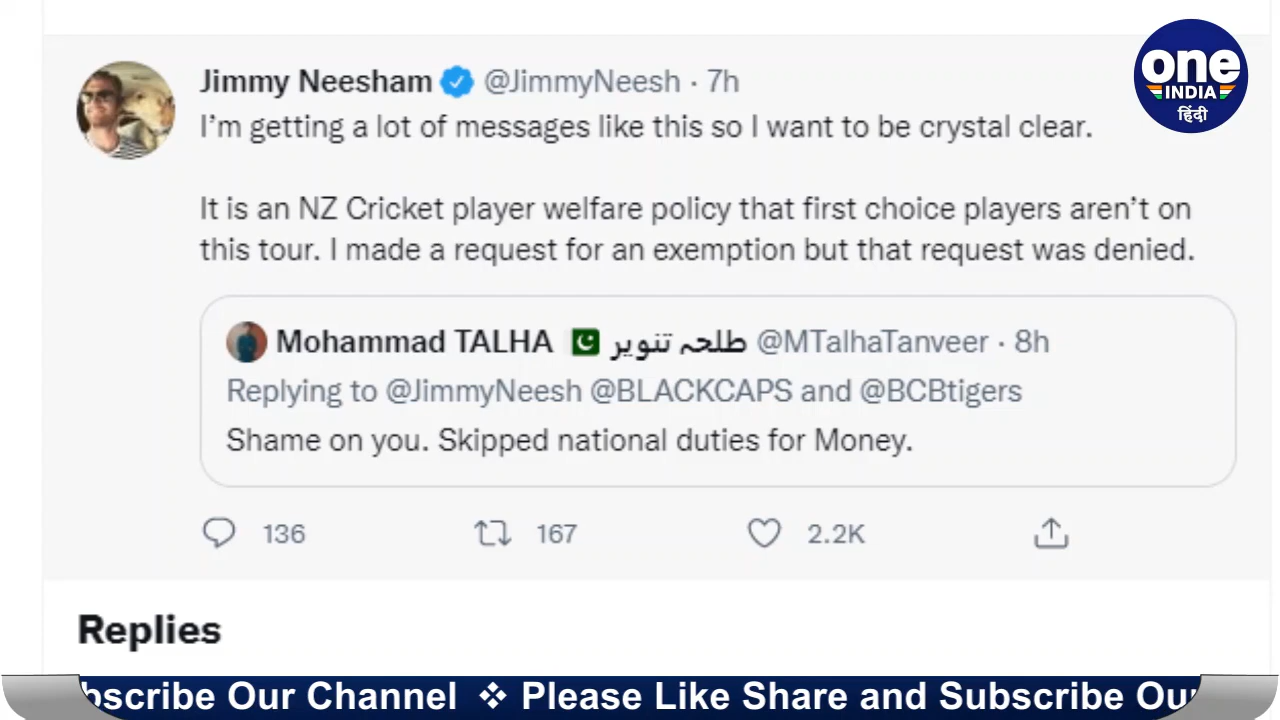 one
INDIA
हिंदी
Jimmy Neesham @JimmyNeesh · 7h
I'm getting a lot of messages like this so I want to be crystal clear.
It is an NZ Cricket player welfare policy that first choice players aren't on
this tour. I made a request for an exemption but that request was denied.
Mohammad TALHA 🇵🇰 طلحہ تنویر @MTalhaTanveer · 8h
Replying to @JimmyNeesh @BLACKCAPS and @BCBtigers
Shame on you. Skipped national duties for Money.
136 167 2.2K
Replies
bscribe Our Channel ❖ Please Like Share and Subscribe Our